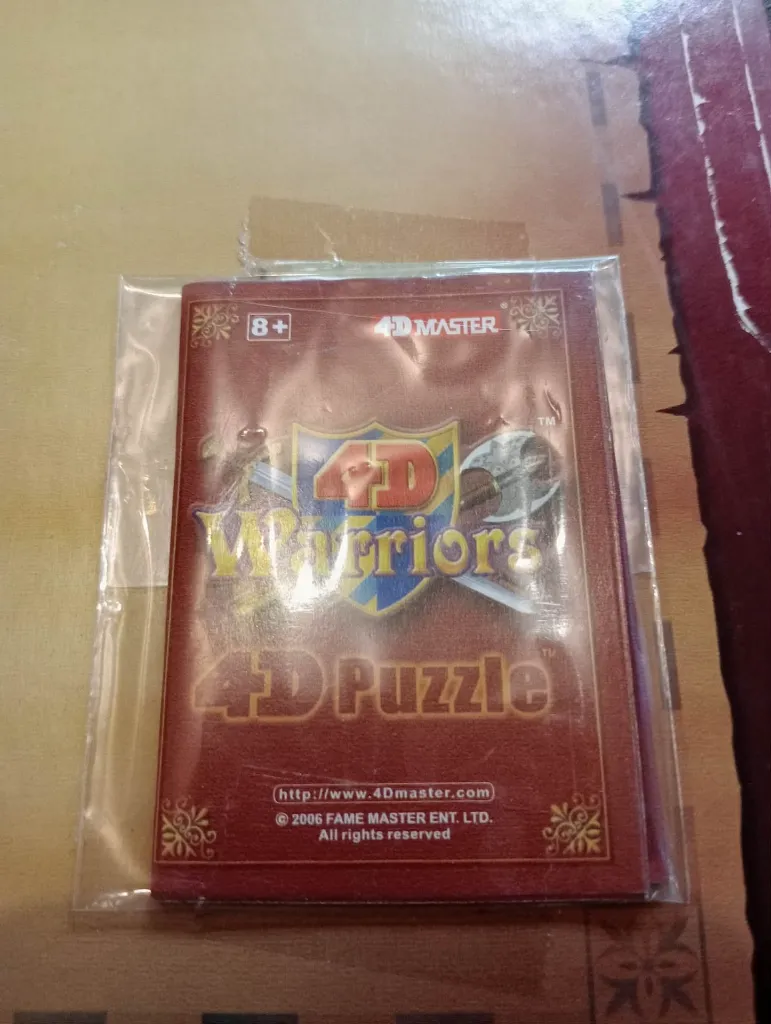 8+
4D MASTER®
TM
4D
Warriors
4D Puzzle TM
http://www.4Dmaster.com
© 2006 FAME MASTER ENT. LTD.
All rights reserved